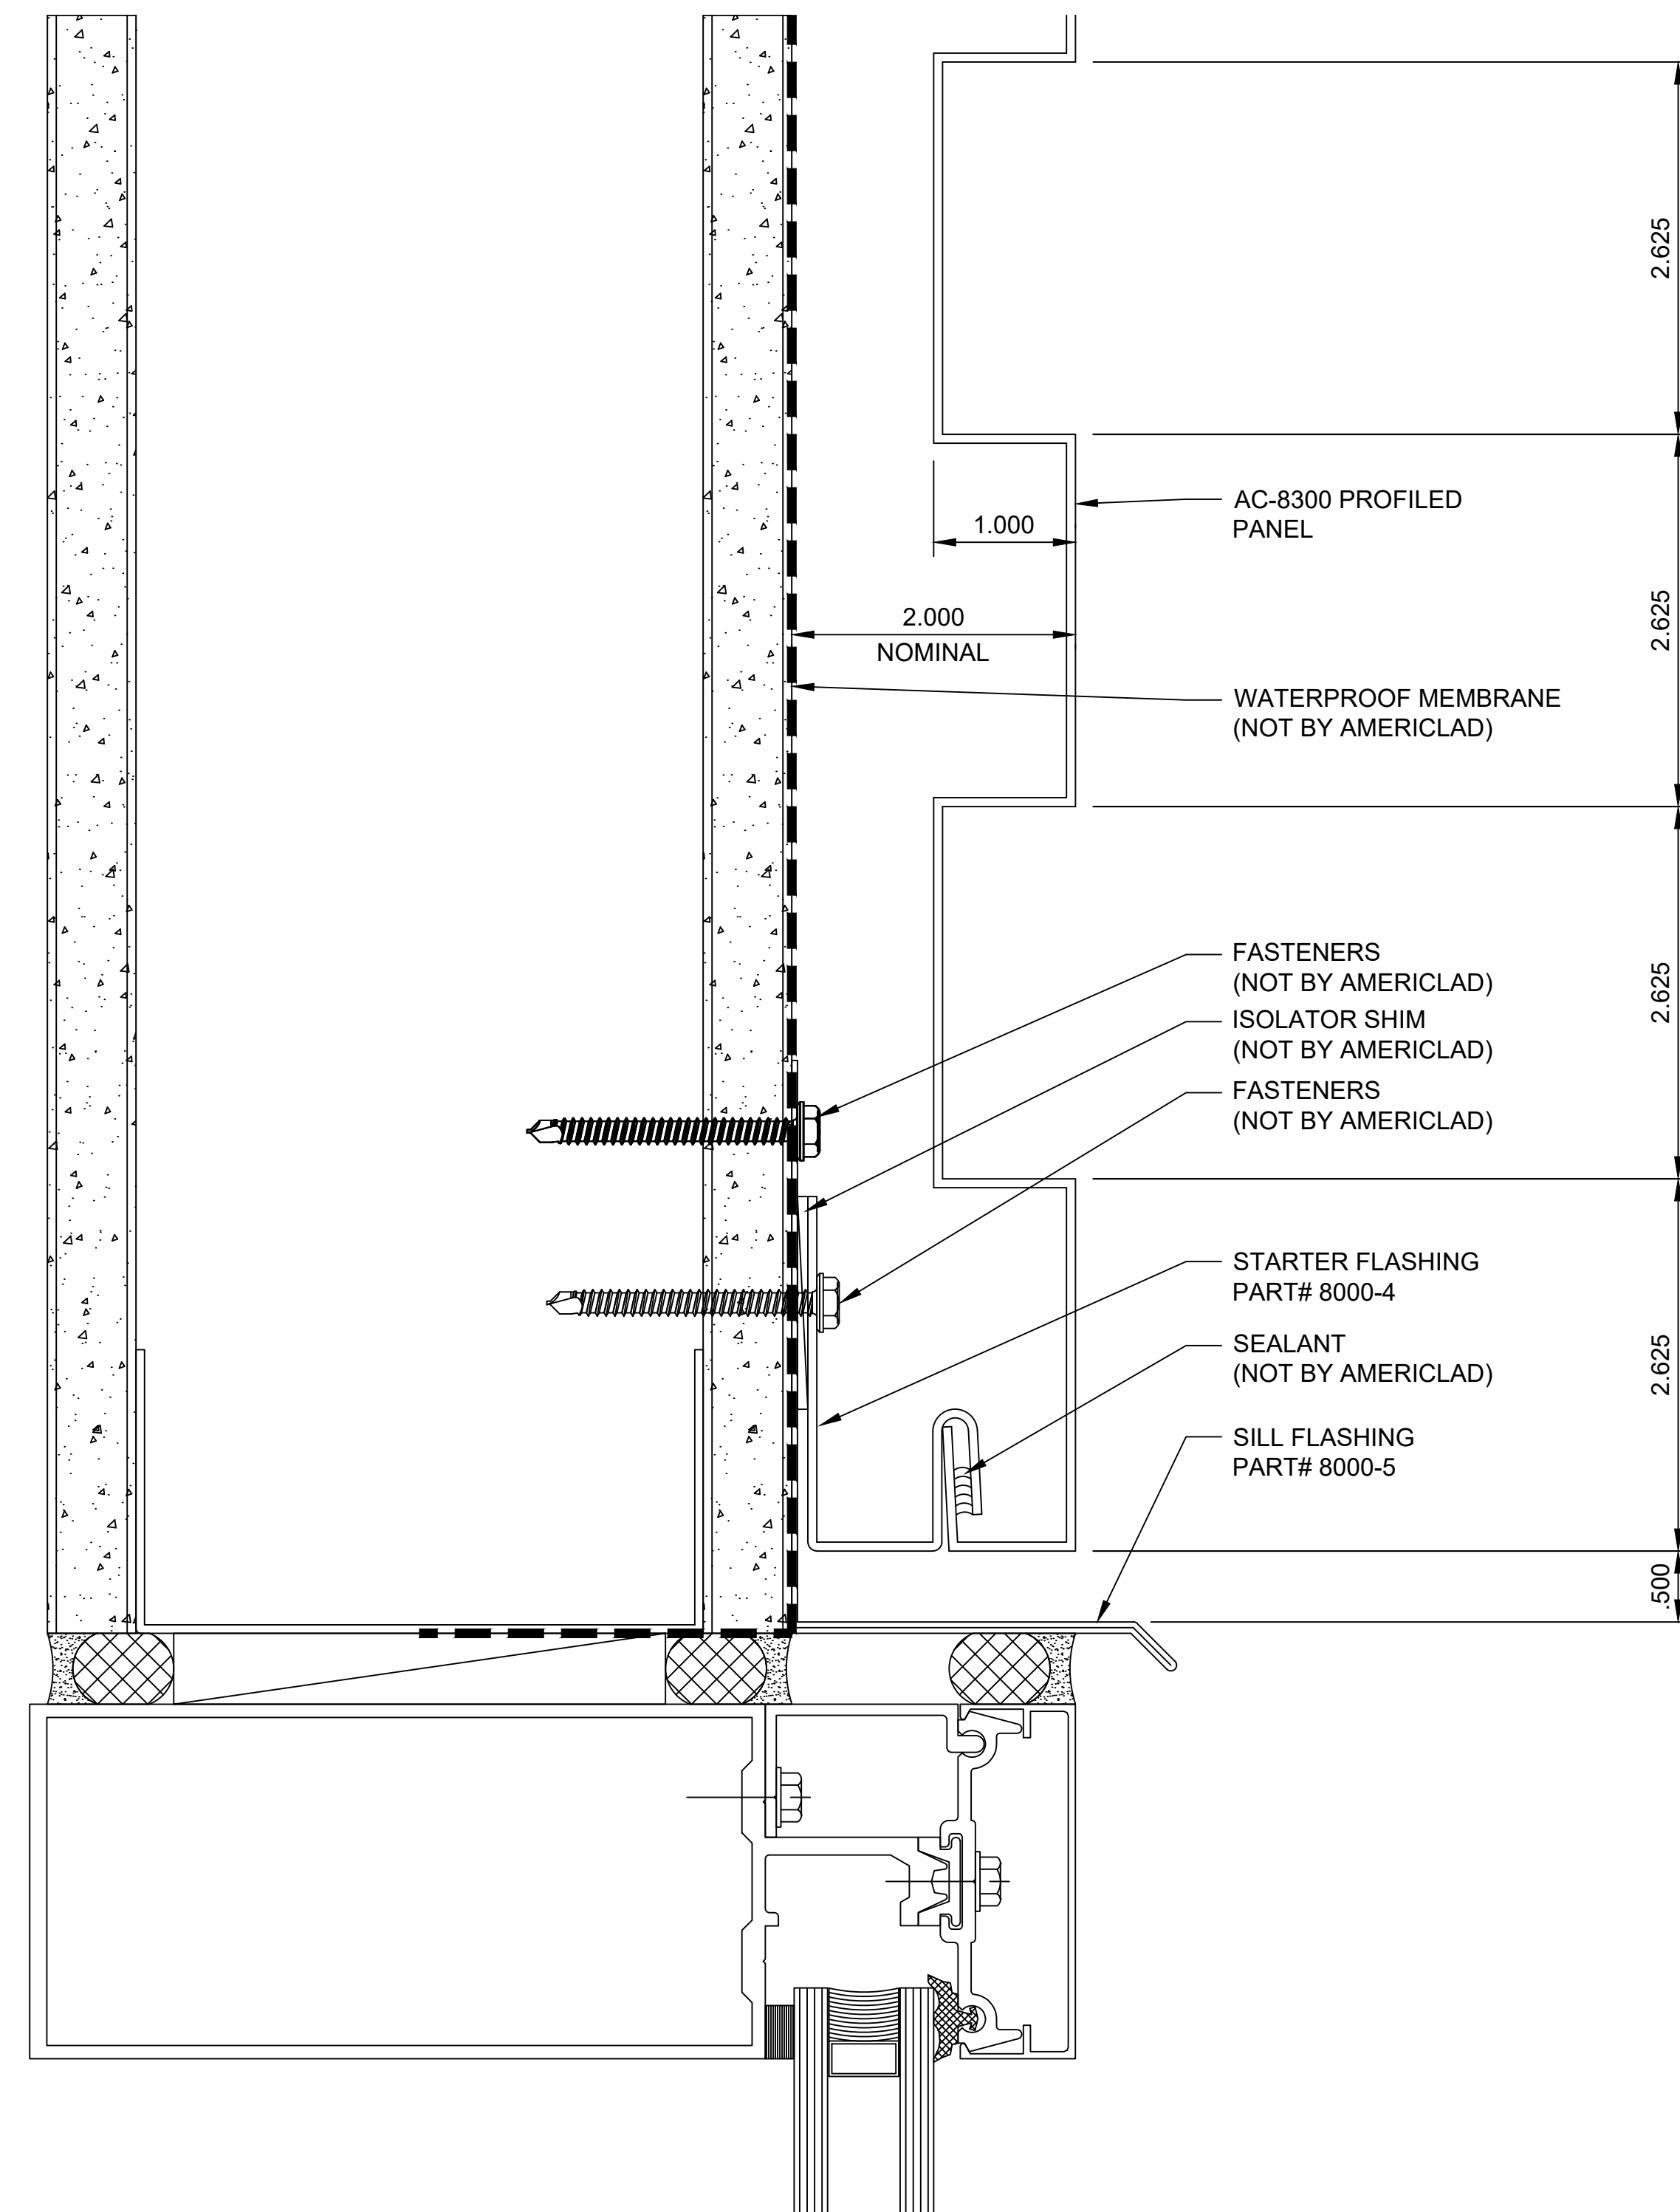 2.625
AC-8300 PROFILED
PANEL
1.000
2.625
2.000
NOMINAL
WATERPROOF MEMBRANE
(NOT BY AMERICLAD)
FASTENERS
(NOT BY AMERICLAD)
2.625
ISOLATOR SHIM
(NOT BY AMERICLAD)
FASTENERS
(NOT BY AMERICLAD)
STARTER FLASHING
PART# 8000-4
2.625
SEALANT
(NOT BY AMERICLAD)
SILL FLASHING
PART# 8000-5
.500